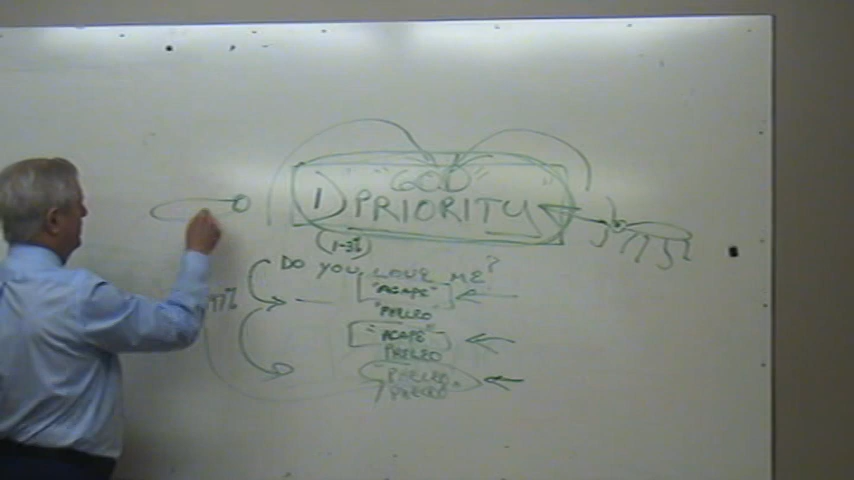 "GOD"
1) PRIORITY
(1-3%)
DO YOU LOVE ME?
"AGAPE"
"PHILEO"
"AGAPE"
PHILEO
"PHILEO"
PHILEO